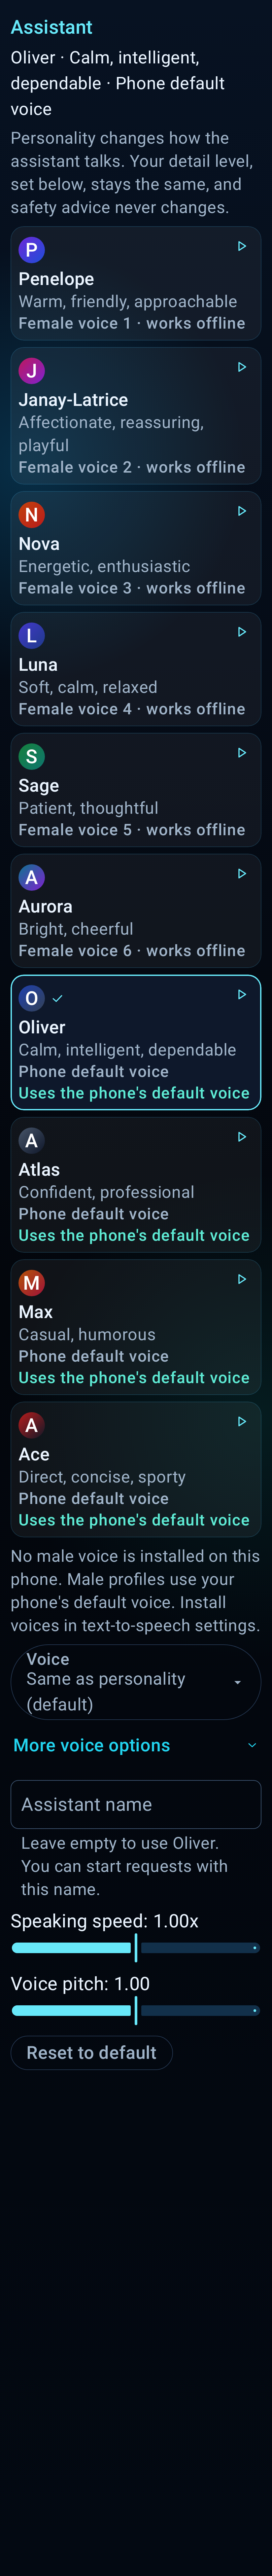 Assistant
Oliver · Calm, intelligent,
dependable · Phone default
voice
Personality changes how the
assistant talks. Your detail level,
set below, stays the same, and
safety advice never changes.
P
Penelope
Warm, friendly, approachable
Female voice 1 · works offline
J
Janay-Latrice
Affectionate, reassuring,
playful
Female voice 2 · works offline
N
Nova
Energetic, enthusiastic
Female voice 3 · works offline
L
Luna
Soft, calm, relaxed
Female voice 4 · works offline
S
Sage
Patient, thoughtful
Female voice 5 · works offline
A
Aurora
Bright, cheerful
Female voice 6 · works offline
O
Oliver
Calm, intelligent, dependable
Phone default voice
Uses the phone's default voice
A
Atlas
Confident, professional
Phone default voice
Uses the phone's default voice
M
Max
Casual, humorous
Phone default voice
Uses the phone's default voice
A
Ace
Direct, concise, sporty
Phone default voice
Uses the phone's default voice
No male voice is installed on this
phone. Male profiles use your
phone's default voice. Install
voices in text-to-speech settings.
Voice
Same as personality
(default)
More voice options
Assistant name
Leave empty to use Oliver.
You can start requests with
this name.
Speaking speed: 1.00x
Voice pitch: 1.00
Reset to default